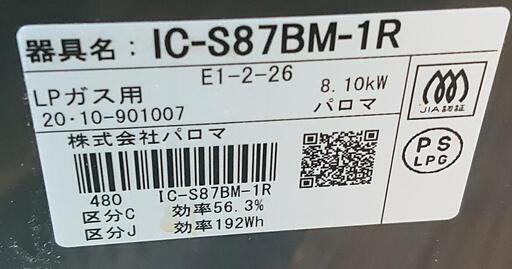 器具名：IC-S87BM-1R
E1-2-26
LPガス用 8.10kW
20·10-901007 パロマ
JIA認証
株式会社パロマ
PS
LPG
480 IC-S87BM-1R
区分C 効率56.3%
区分J 効率192Wh